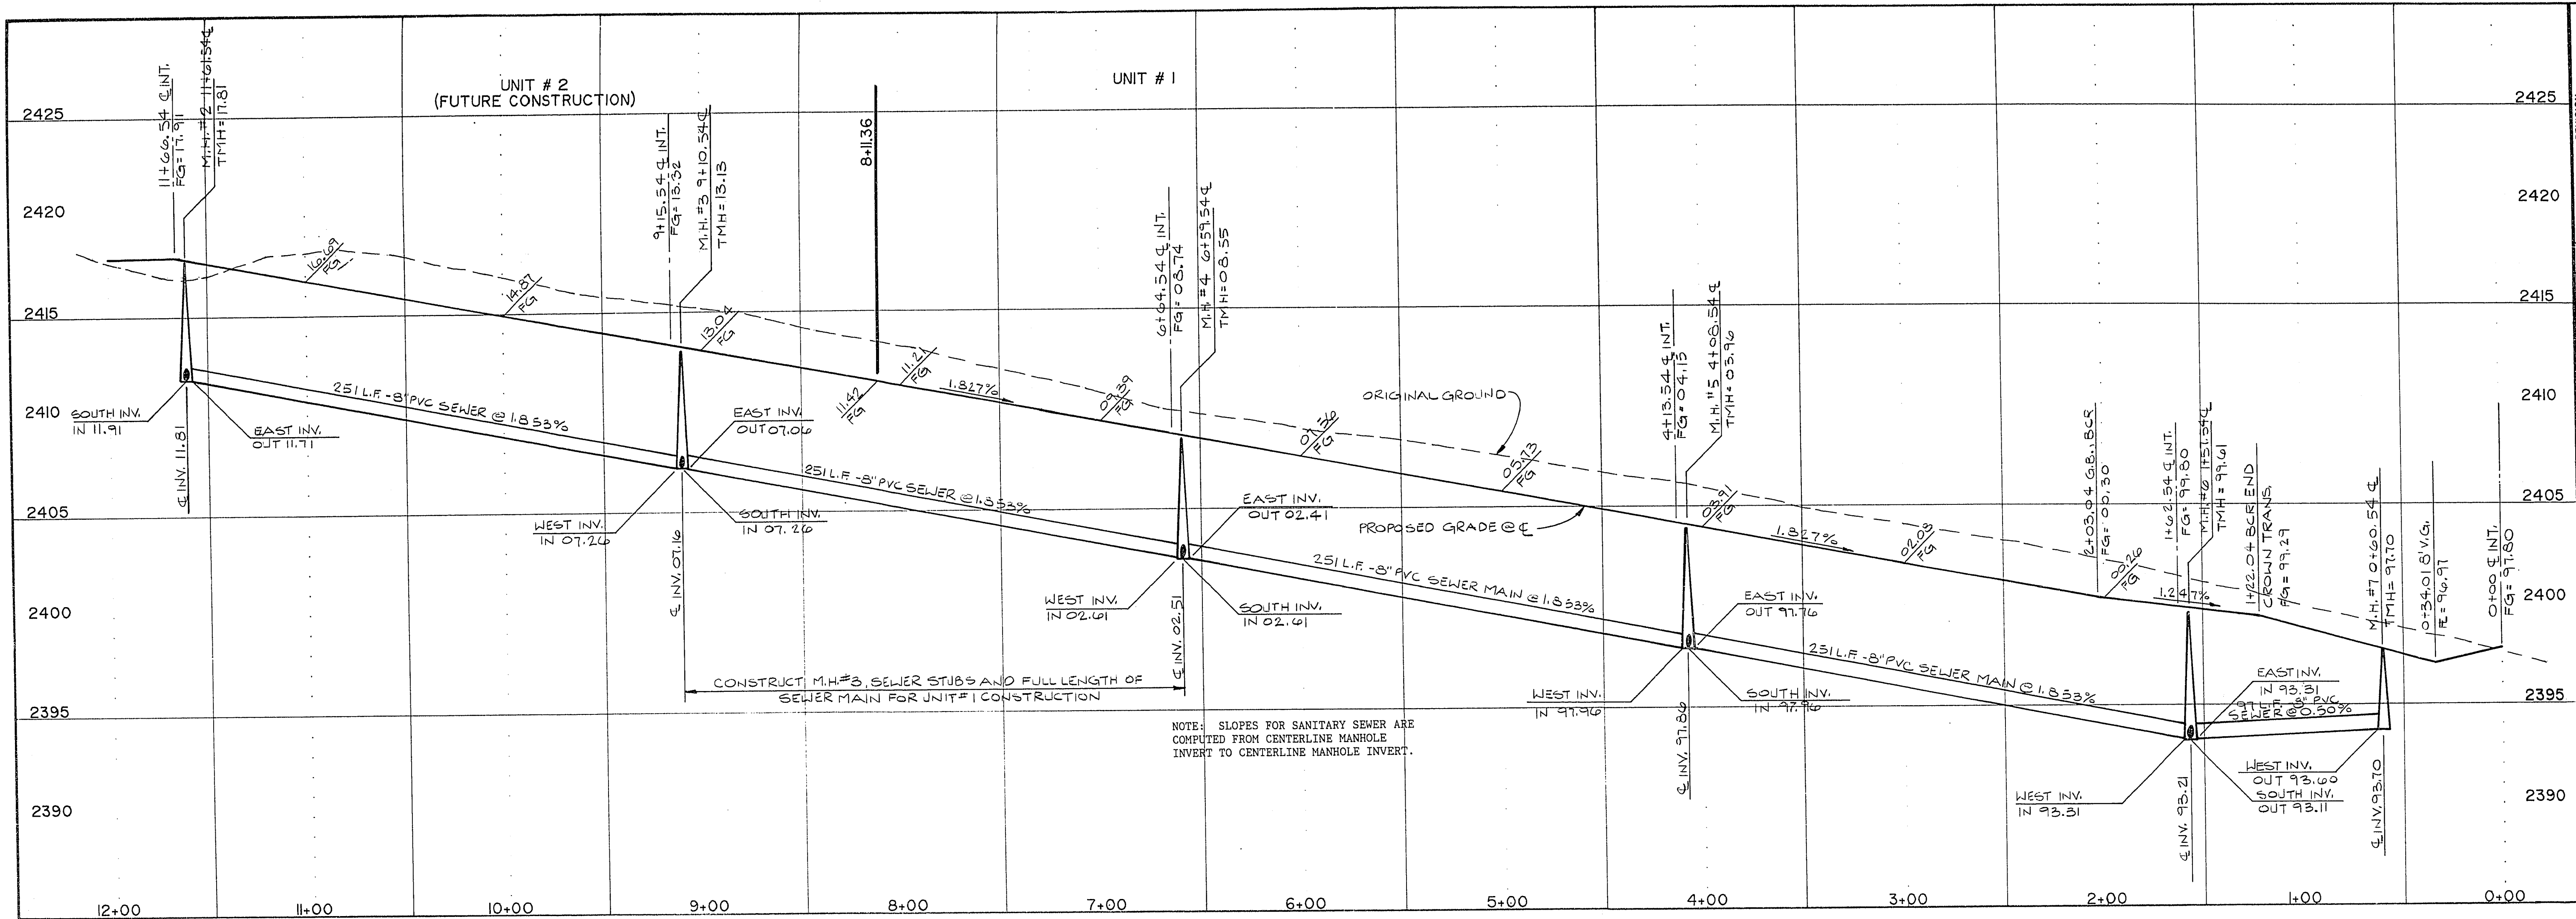 UNIT # 2
(FUTURE CONSTRUCTION)
UNIT # 1
2425
2420
2415
2410
2405
2400
2395
2390
2425
2420
2415
2410
2405
2400
2395
2390
11+66.54 ℄ INT.
FG=17.91
M.H.#2 11+61.54℄
TMH=17.81
16.69
FG
14.87
FG
9+15.54 ℄ INT.
FG=13.32
M.H.#3 9+10.54℄
TMH=13.13
13.04
FG
8+11.36
11.42
FG
11.21
FG
1.827%
09.39
FG
6+64.54 ℄ INT.
FG=08.74
M.H.#4 6+59.54℄
TMH=08.55
07.56
FG
ORIGINAL GROUND
05.73
FG
PROPOSED GRADE @ ℄
4+13.54 ℄ INT.
FG=04.15
M.H.#5 4+08.54 ℄
TMH=03.96
03.91
FG
1.827%
02.08
FG
2+03.04 G.B., BCR
FG=00.30
00.26
FG
1+62.54 ℄ INT.
FG=99.80
M.H.#6 1+57.54℄
TMH=99.61
1.247%
1+22.04 BCR END
CROWN TRANS.
FG=99.29
M.H.#7 0+60.54 ℄
TMH=97.70
0+34.01 8' V.G.
FL=96.97
0+00 ℄ INT.
FG=97.80
SOUTH INV.
IN 11.91
EAST INV.
OUT 11.71
℄ INV. 11.81
251 L.F. -8" PVC SEWER @ 1.853%
EAST INV.
OUT 07.06
WEST INV.
IN 07.26
SOUTH INV.
IN 07.26
℄ INV. 07.16
251 L.F. -8" PVC SEWER @ 1.853%
EAST INV.
OUT 02.41
WEST INV.
IN 02.61
SOUTH INV.
IN 02.61
℄ INV. 02.51
251 L.F. -8" PVC SEWER MAIN @ 1.853%
EAST INV.
OUT 97.76
WEST INV.
IN 97.96
SOUTH INV.
IN 97.96
℄ INV. 97.86
251 L.F. -8" PVC SEWER MAIN @ 1.853%
EAST INV.
IN 93.31
97 L.F. 8" PVC
SEWER @ 0.50%
WEST INV.
OUT 93.60
SOUTH INV.
OUT 93.11
WEST INV.
IN 93.31
℄ INV. 93.21
℄ INV. 93.70
CONSTRUCT M.H.#3, SEWER STUBS AND FULL LENGTH OF
SEWER MAIN FOR UNIT#1 CONSTRUCTION
NOTE: SLOPES FOR SANITARY SEWER ARE
COMPUTED FROM CENTERLINE MANHOLE
INVERT TO CENTERLINE MANHOLE INVERT.
12+00 11+00 10+00 9+00 8+00 7+00 6+00 5+00 4+00 3+00 2+00 1+00 0+00